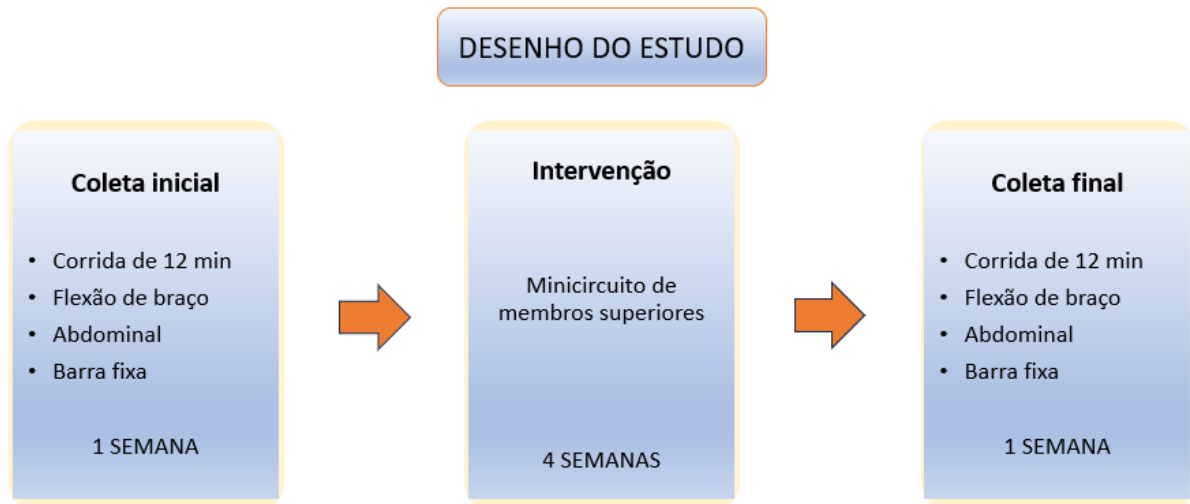 DESENHO DO ESTUDO
Coleta inicial
• Corrida de 12 min
• Flexão de braço
• Abdominal
• Barra fixa
1 SEMANA
Intervenção
Minicircuito de
membros superiores
4 SEMANAS
Coleta final
• Corrida de 12 min
• Flexão de braço
• Abdominal
• Barra fixa
1 SEMANA